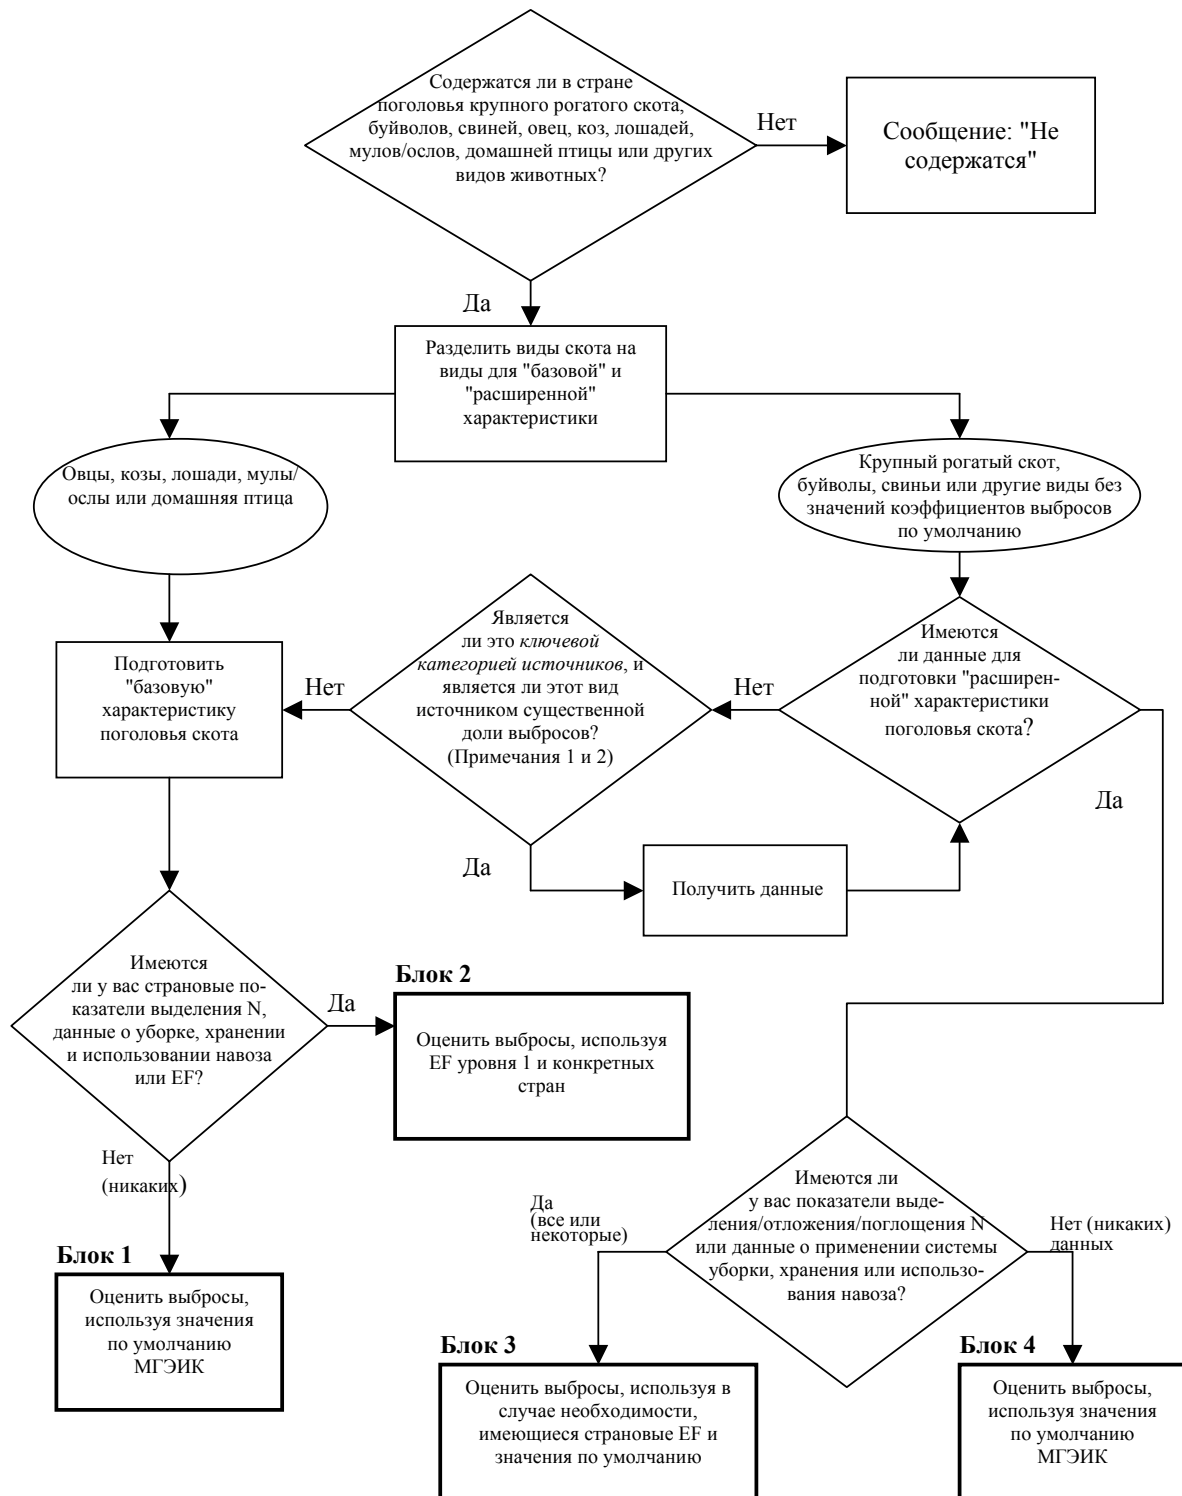 Содержатся ли в стране
поголовья крупного рогатого скота,
буйволов, свиней, овец, коз, лошадей,
мулов/ослов, домашней птицы или других
видов животных?
Нет
Сообщение: "Не
содержатся"
Да
Разделить виды скота на
виды для "базовой" и
"расширенной"
характеристики
Овцы, козы, лошади, мулы/
ослы или домашняя птица
Крупный рогатый скот,
буйволы, свиньи или другие виды без
значений коэффициентов выбросов
по умолчанию
Является
ли это ключевой
категорией источников, и
является ли этот вид
источником существенной
доли выбросов?
(Примечания 1 и 2)
Имеются
ли данные для
подготовки "расширен-
ной" характеристики
поголовья скота?
Подготовить
"базовую"
характеристику
поголовья скота
Нет
Нет
Да
Да
Получить данные
Имеются
ли у вас страновые по-
казатели выделения N,
данные о уборке, хранении
и использовании навоза
или EF?
Да
Блок 2
Оценить выбросы, используя
EF уровня 1 и конкретных
стран
Нет
(никаких)
Блок 1
Оценить выбросы,
используя значения
по умолчанию
МГЭИК
Имеются ли
у вас показатели выде-
ления/отложения/поглощения N
или данные о применении системы
уборки, хранения или использо-
вания навоза?
Да
(все или
некоторые)
Нет (никаких)
данных
Блок 3
Оценить выбросы, используя в
случае необходимости,
имеющиеся страновые EF и
значения по умолчанию
Блок 4
Оценить выбросы,
используя значения
по умолчанию
МГЭИК